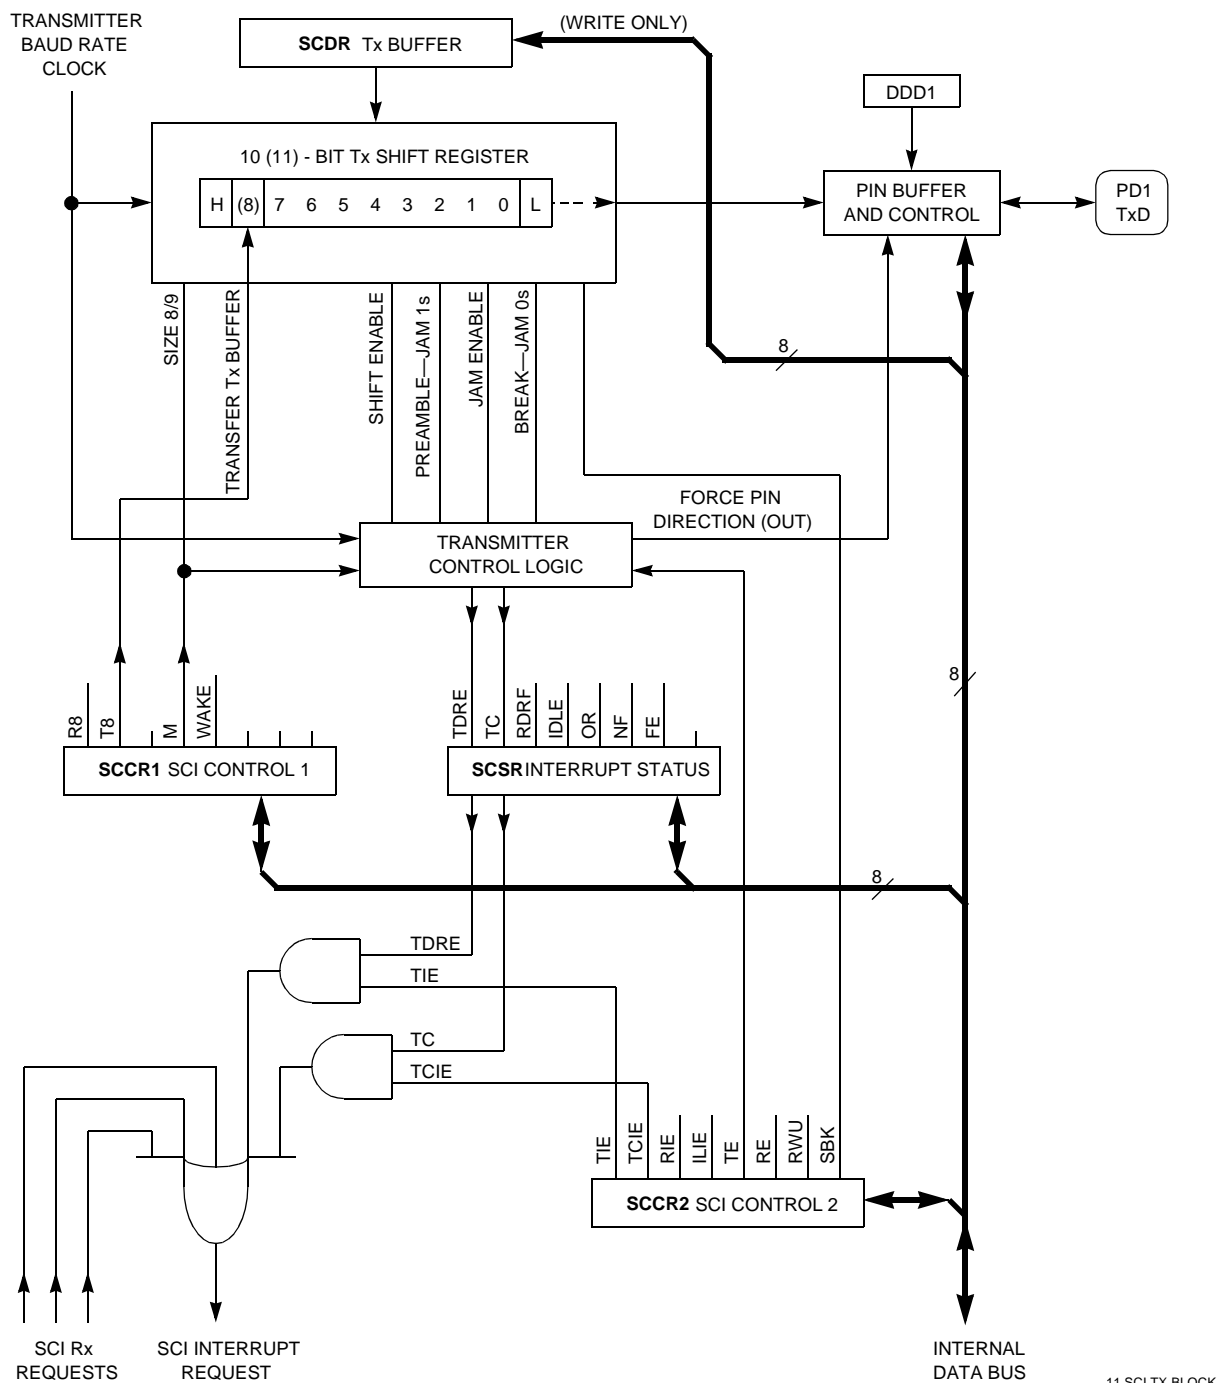 TRANSMITTER
BAUD RATE
CLOCK
SCDR Tx BUFFER
(WRITE ONLY)
DDD1
10 (11) - BIT Tx SHIFT REGISTER
H (8) 7 6 5 4 3 2 1 0 L
PIN BUFFER
AND CONTROL
PD1
TxD
SIZE 8/9
TRANSFER Tx BUFFER
SHIFT ENABLE
PREAMBLE—JAM 1s
JAM ENABLE
BREAK—JAM 0s
8
FORCE PIN
DIRECTION (OUT)
TRANSMITTER
CONTROL LOGIC
8
R8
T8
M
WAKE
TDRE
TC
RDRF
IDLE
OR
NF
FE
SCCR1 SCI CONTROL 1
SCSR INTERRUPT STATUS
8
TDRE
TIE
TC
TCIE
TIE
TCIE
RIE
ILIE
TE
RE
RWU
SBK
SCCR2 SCI CONTROL 2
SCI Rx
REQUESTS
SCI INTERRUPT
REQUEST
INTERNAL
DATA BUS
11 SCI TX BLOCK